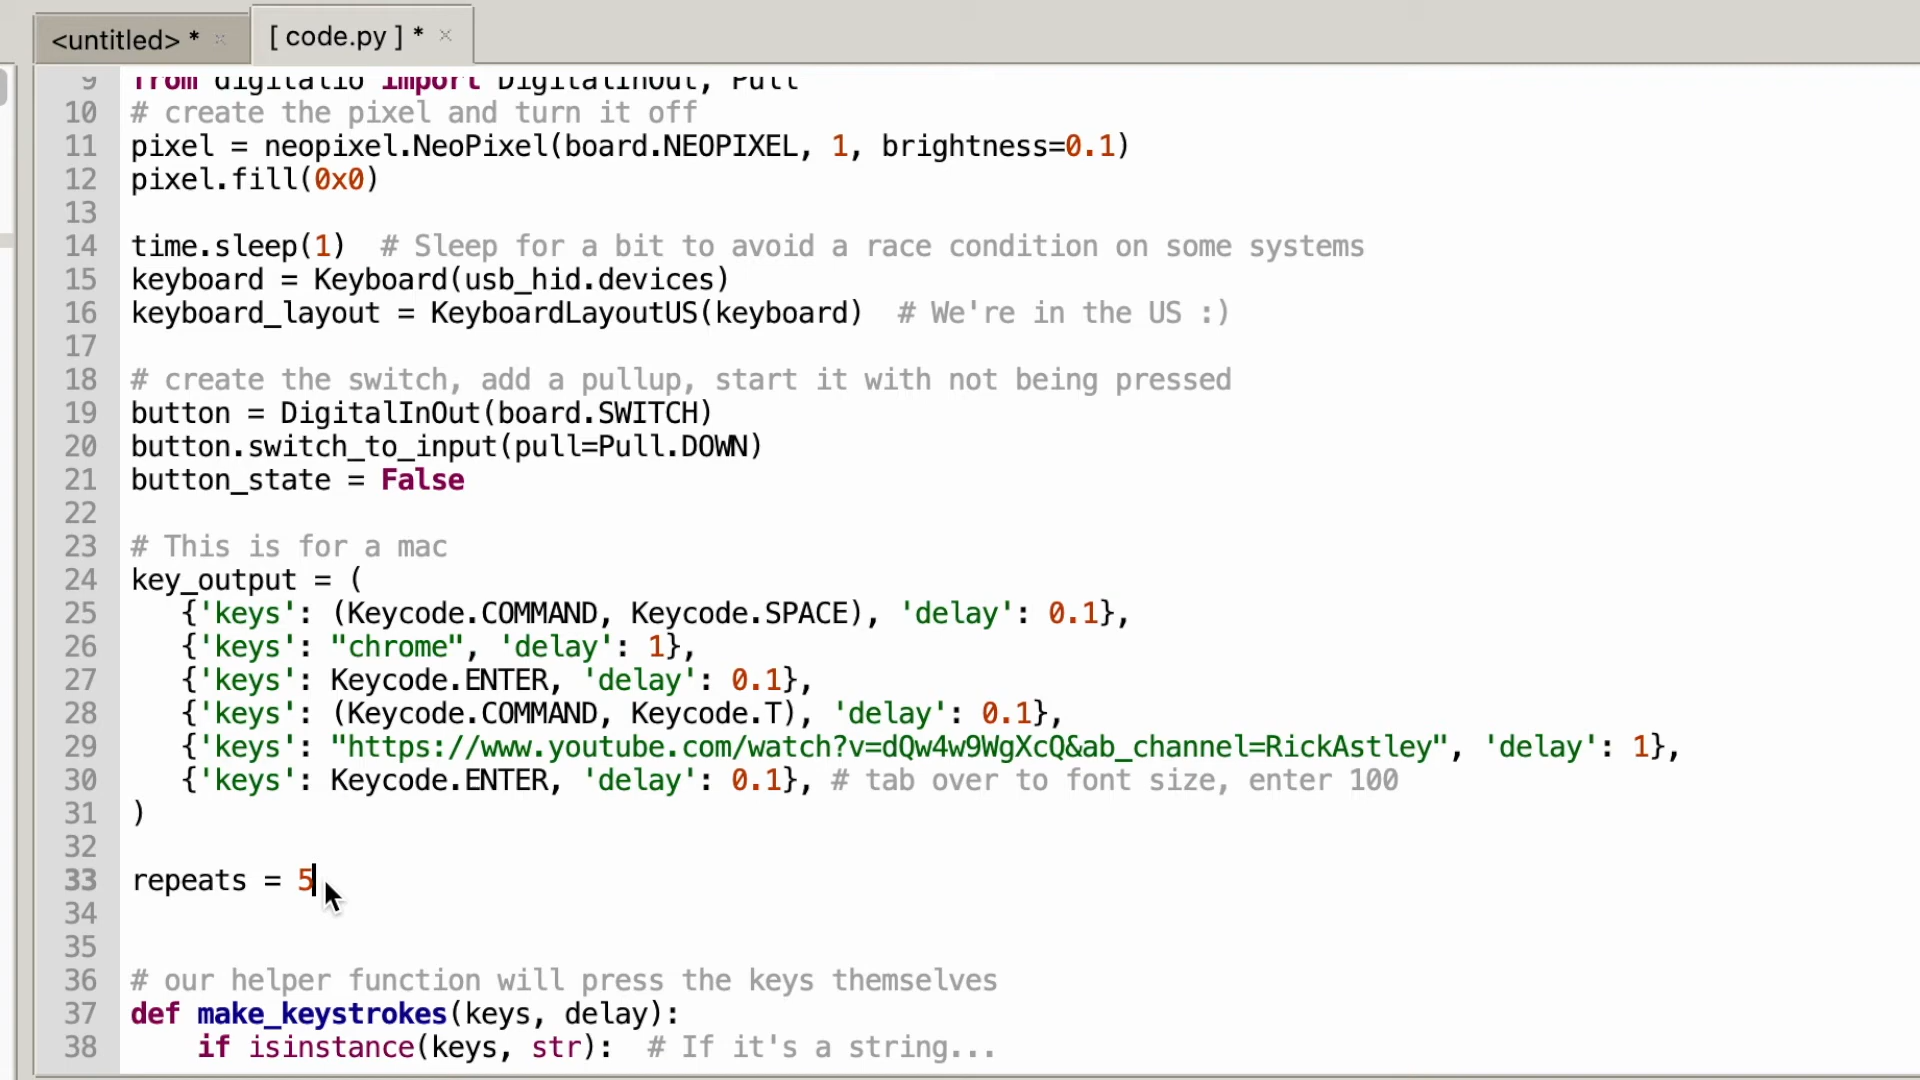 <untitled> * ×
[ code.py ] * ×
9 from digitalio import DigitalInOut, Pull
10 # create the pixel and turn it off
11 pixel = neopixel.NeoPixel(board.NEOPIXEL, 1, brightness=0.1)
12 pixel.fill(0x0)
13
14 time.sleep(1)  # Sleep for a bit to avoid a race condition on some systems
15 keyboard = Keyboard(usb_hid.devices)
16 keyboard_layout = KeyboardLayoutUS(keyboard)  # We're in the US :)
17
18 # create the switch, add a pullup, start it with not being pressed
19 button = DigitalInOut(board.SWITCH)
20 button.switch_to_input(pull=Pull.DOWN)
21 button_state = False
22
23 # This is for a mac
24 key_output = (
25    {'keys': (Keycode.COMMAND, Keycode.SPACE), 'delay': 0.1},
26    {'keys': "chrome", 'delay': 1},
27    {'keys': Keycode.ENTER, 'delay': 0.1},
28    {'keys': (Keycode.COMMAND, Keycode.T), 'delay': 0.1},
29    {'keys': "https://www.youtube.com/watch?v=dQw4w9WgXcQ&ab_channel=RickAstley", 'delay': 1},
30    {'keys': Keycode.ENTER, 'delay': 0.1}, # tab over to font size, enter 100
31 )
32
33 repeats = 5
34
35
36 # our helper function will press the keys themselves
37 def make_keystrokes(keys, delay):
38     if isinstance(keys, str):  # If it's a string...